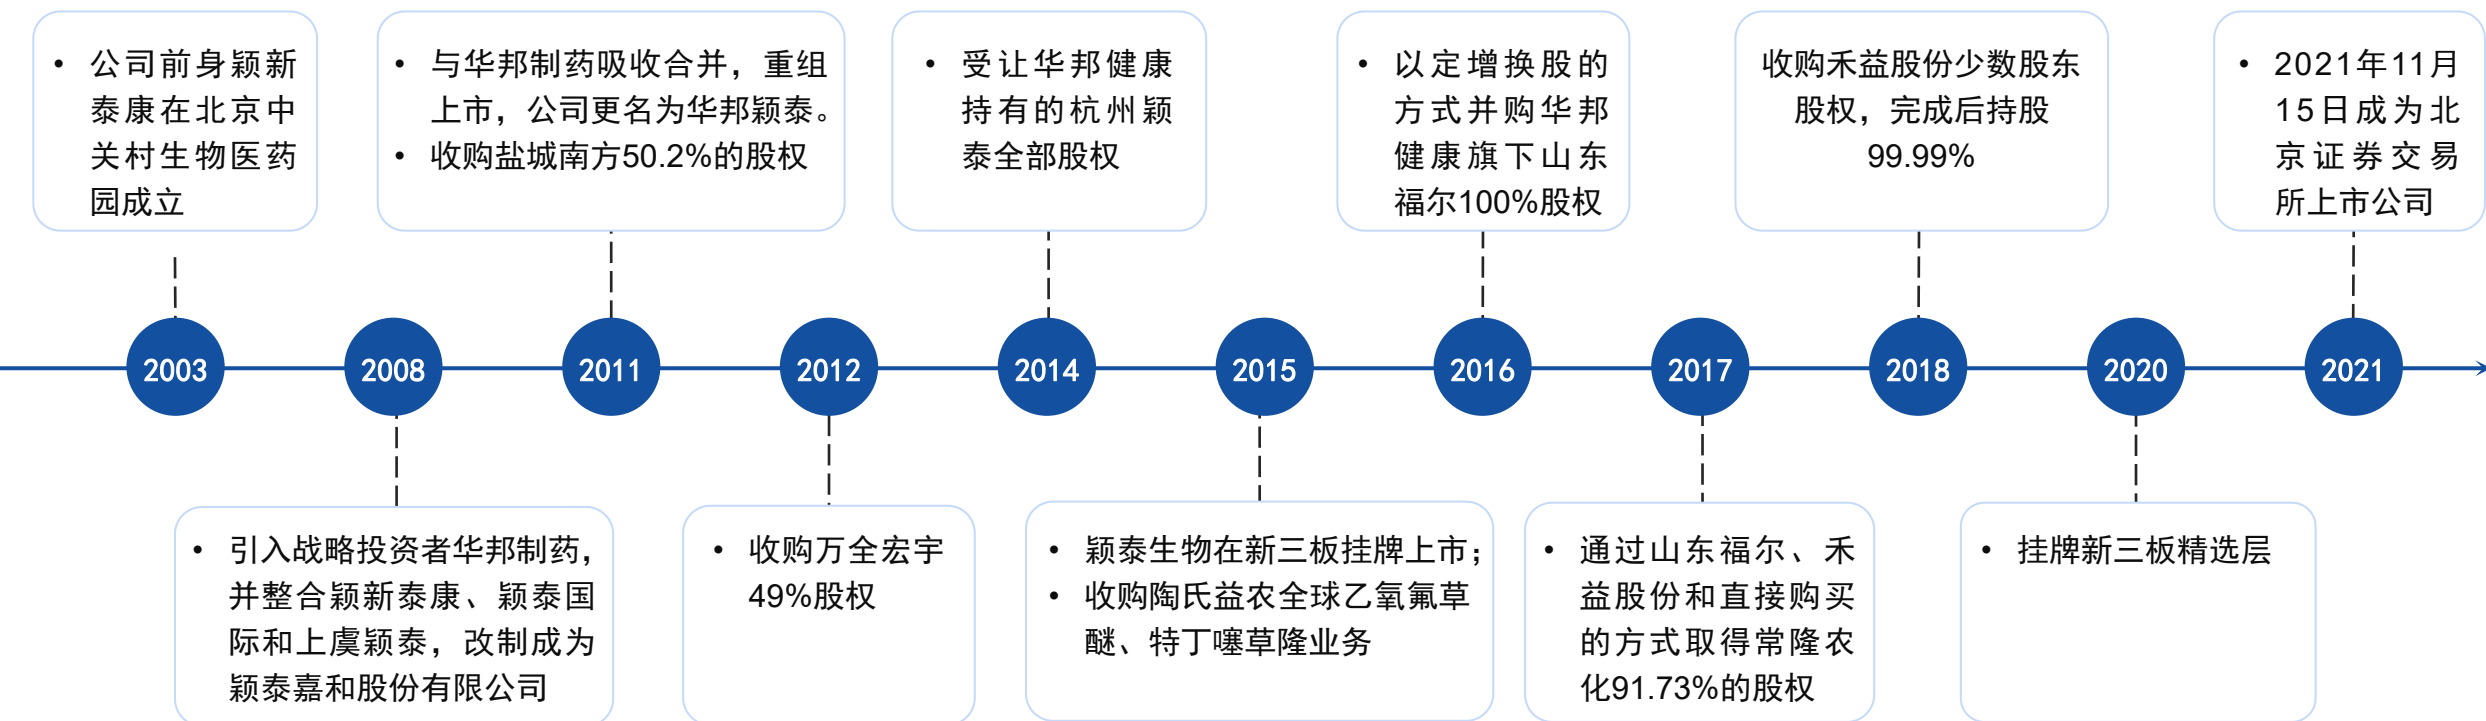 • 公司前身颖新
泰康在北京中
关村生物医药
园成立
• 与华邦制药吸收合并，重组
上市，公司更名为华邦颖泰。
• 收购盐城南方50.2%的股权
• 受让华邦健康
持有的杭州颖
泰全部股权
• 以定增换股的
方式并购华邦
健康旗下山东
福尔100%股权
收购禾益股份少数股东
股权，完成后持股
99.99%
• 2021年11月
15日成为北
京证券交易
所上市公司
2003
2008
2011
2012
2014
2015
2016
2017
2018
2020
2021
• 引入战略投资者华邦制药，
并整合颖新泰康、颖泰国
际和上虞颖泰，改制成为
颖泰嘉和股份有限公司
• 收购万全宏宇
49%股权
• 颖泰生物在新三板挂牌上市；
• 收购陶氏益农全球乙氧氟草
醚、特丁噻草隆业务
• 通过山东福尔、禾
益股份和直接购买
的方式取得常隆农
化91.73%的股权
• 挂牌新三板精选层